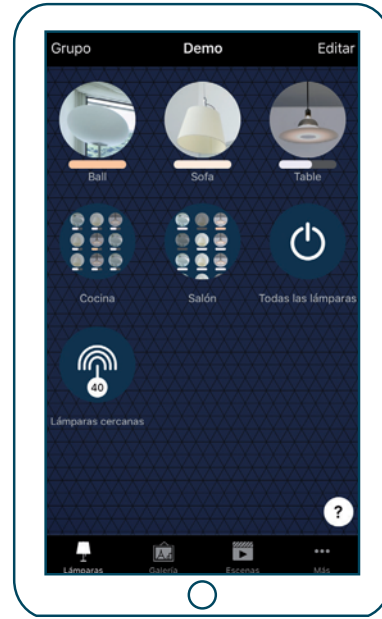 Grupo Demo Editar
Ball Sofa Table
Cocina Salón Todas las lámparas
40
Lámparas cercanas
?
Lámparas Galería Escenas Más